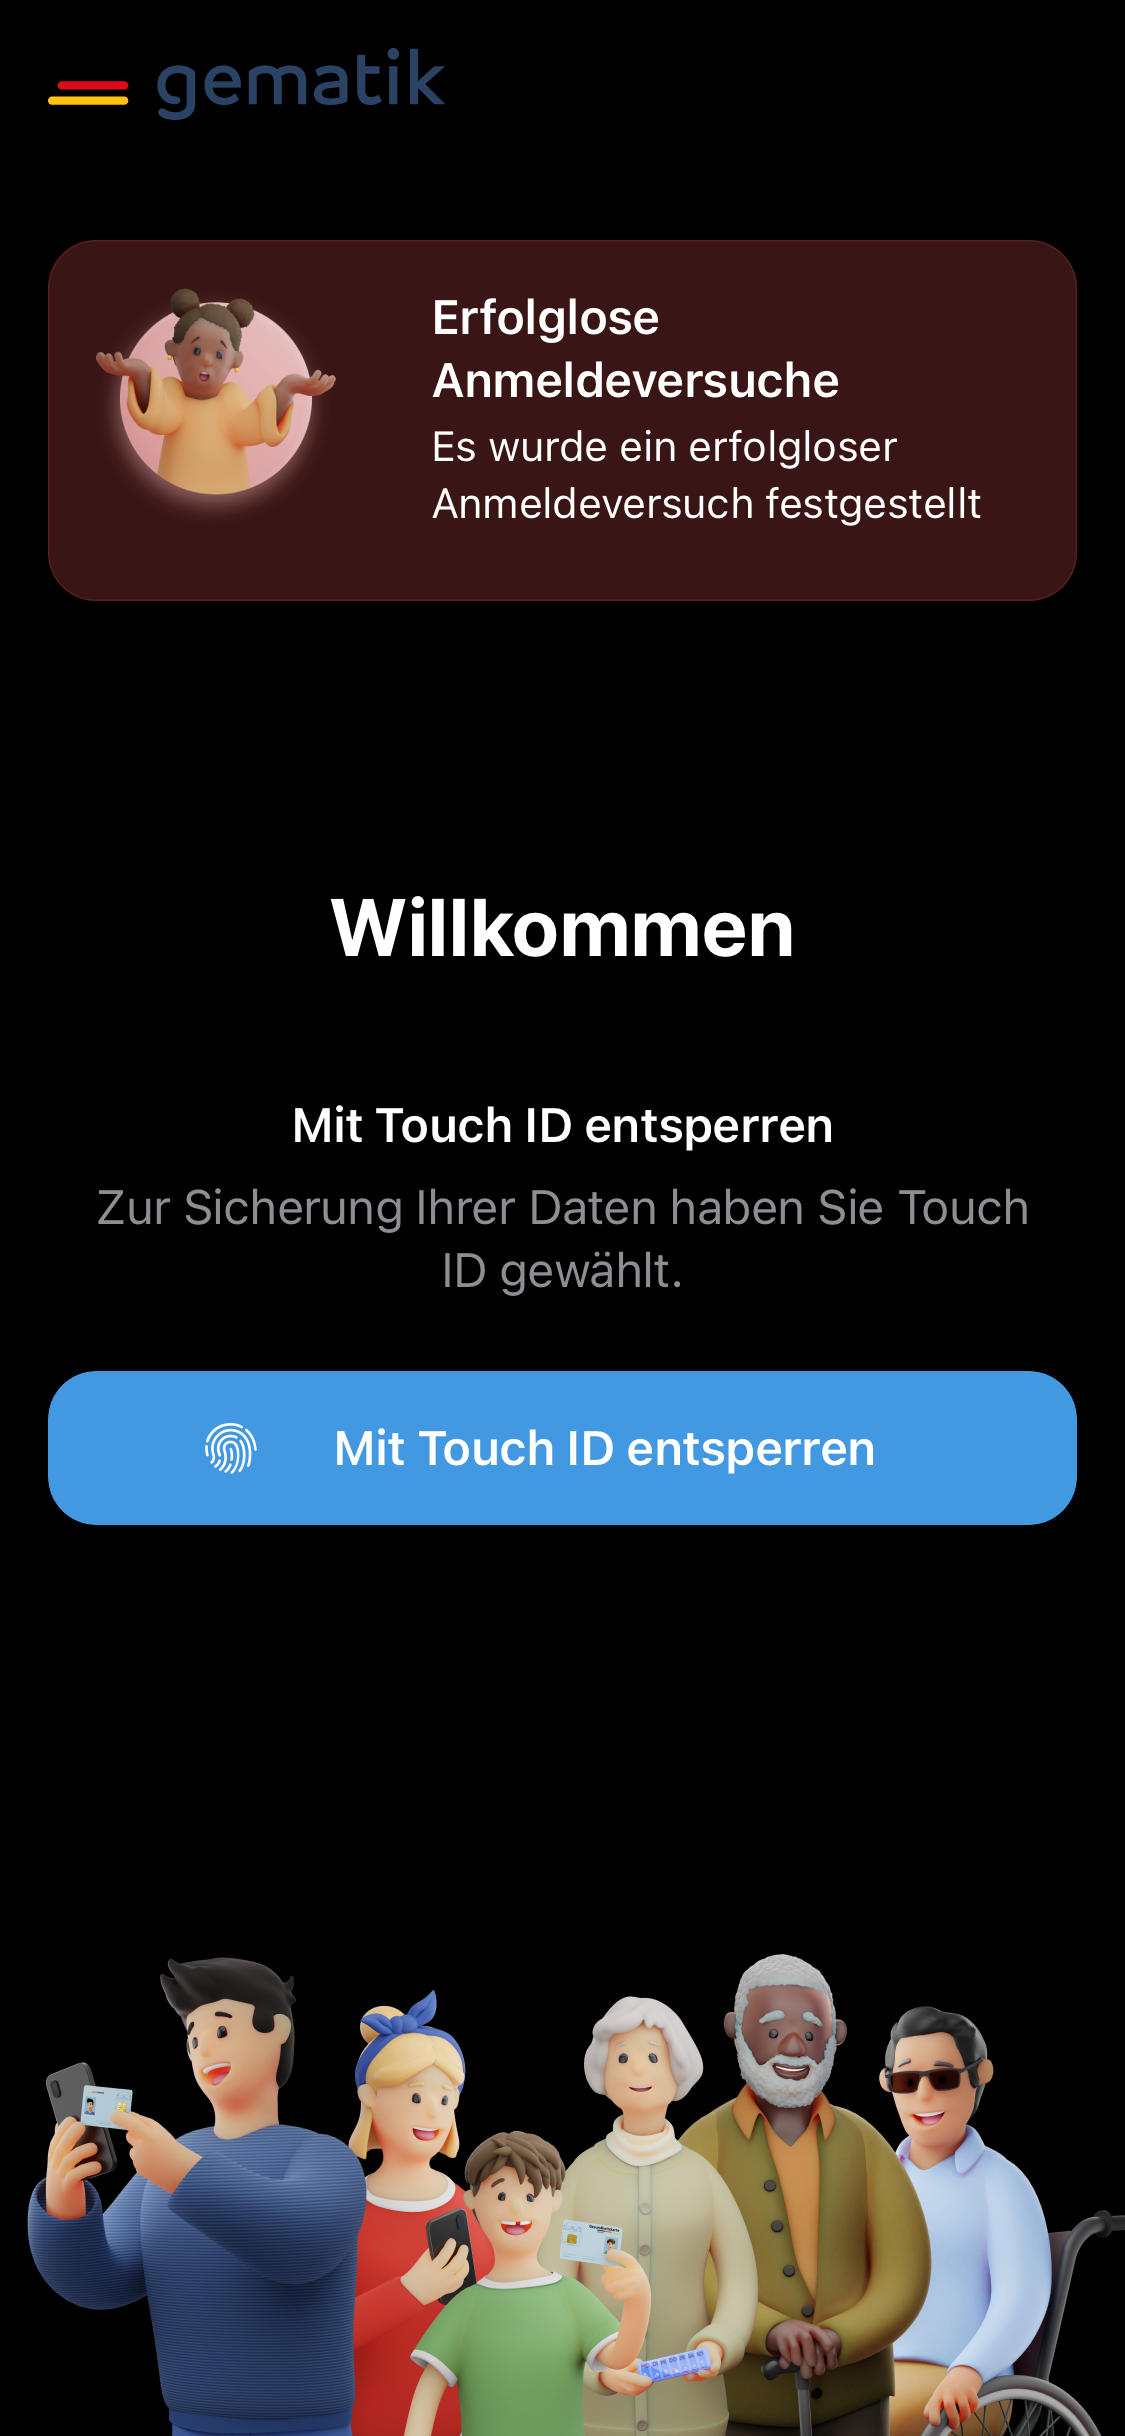 gematik
Erfolglose
Anmeldeversuche
Es wurde ein erfolgloser
Anmeldeversuch festgestellt
Willkommen
Mit Touch ID entsperren
Zur Sicherung Ihrer Daten haben Sie Touch
ID gewählt.
Mit Touch ID entsperren